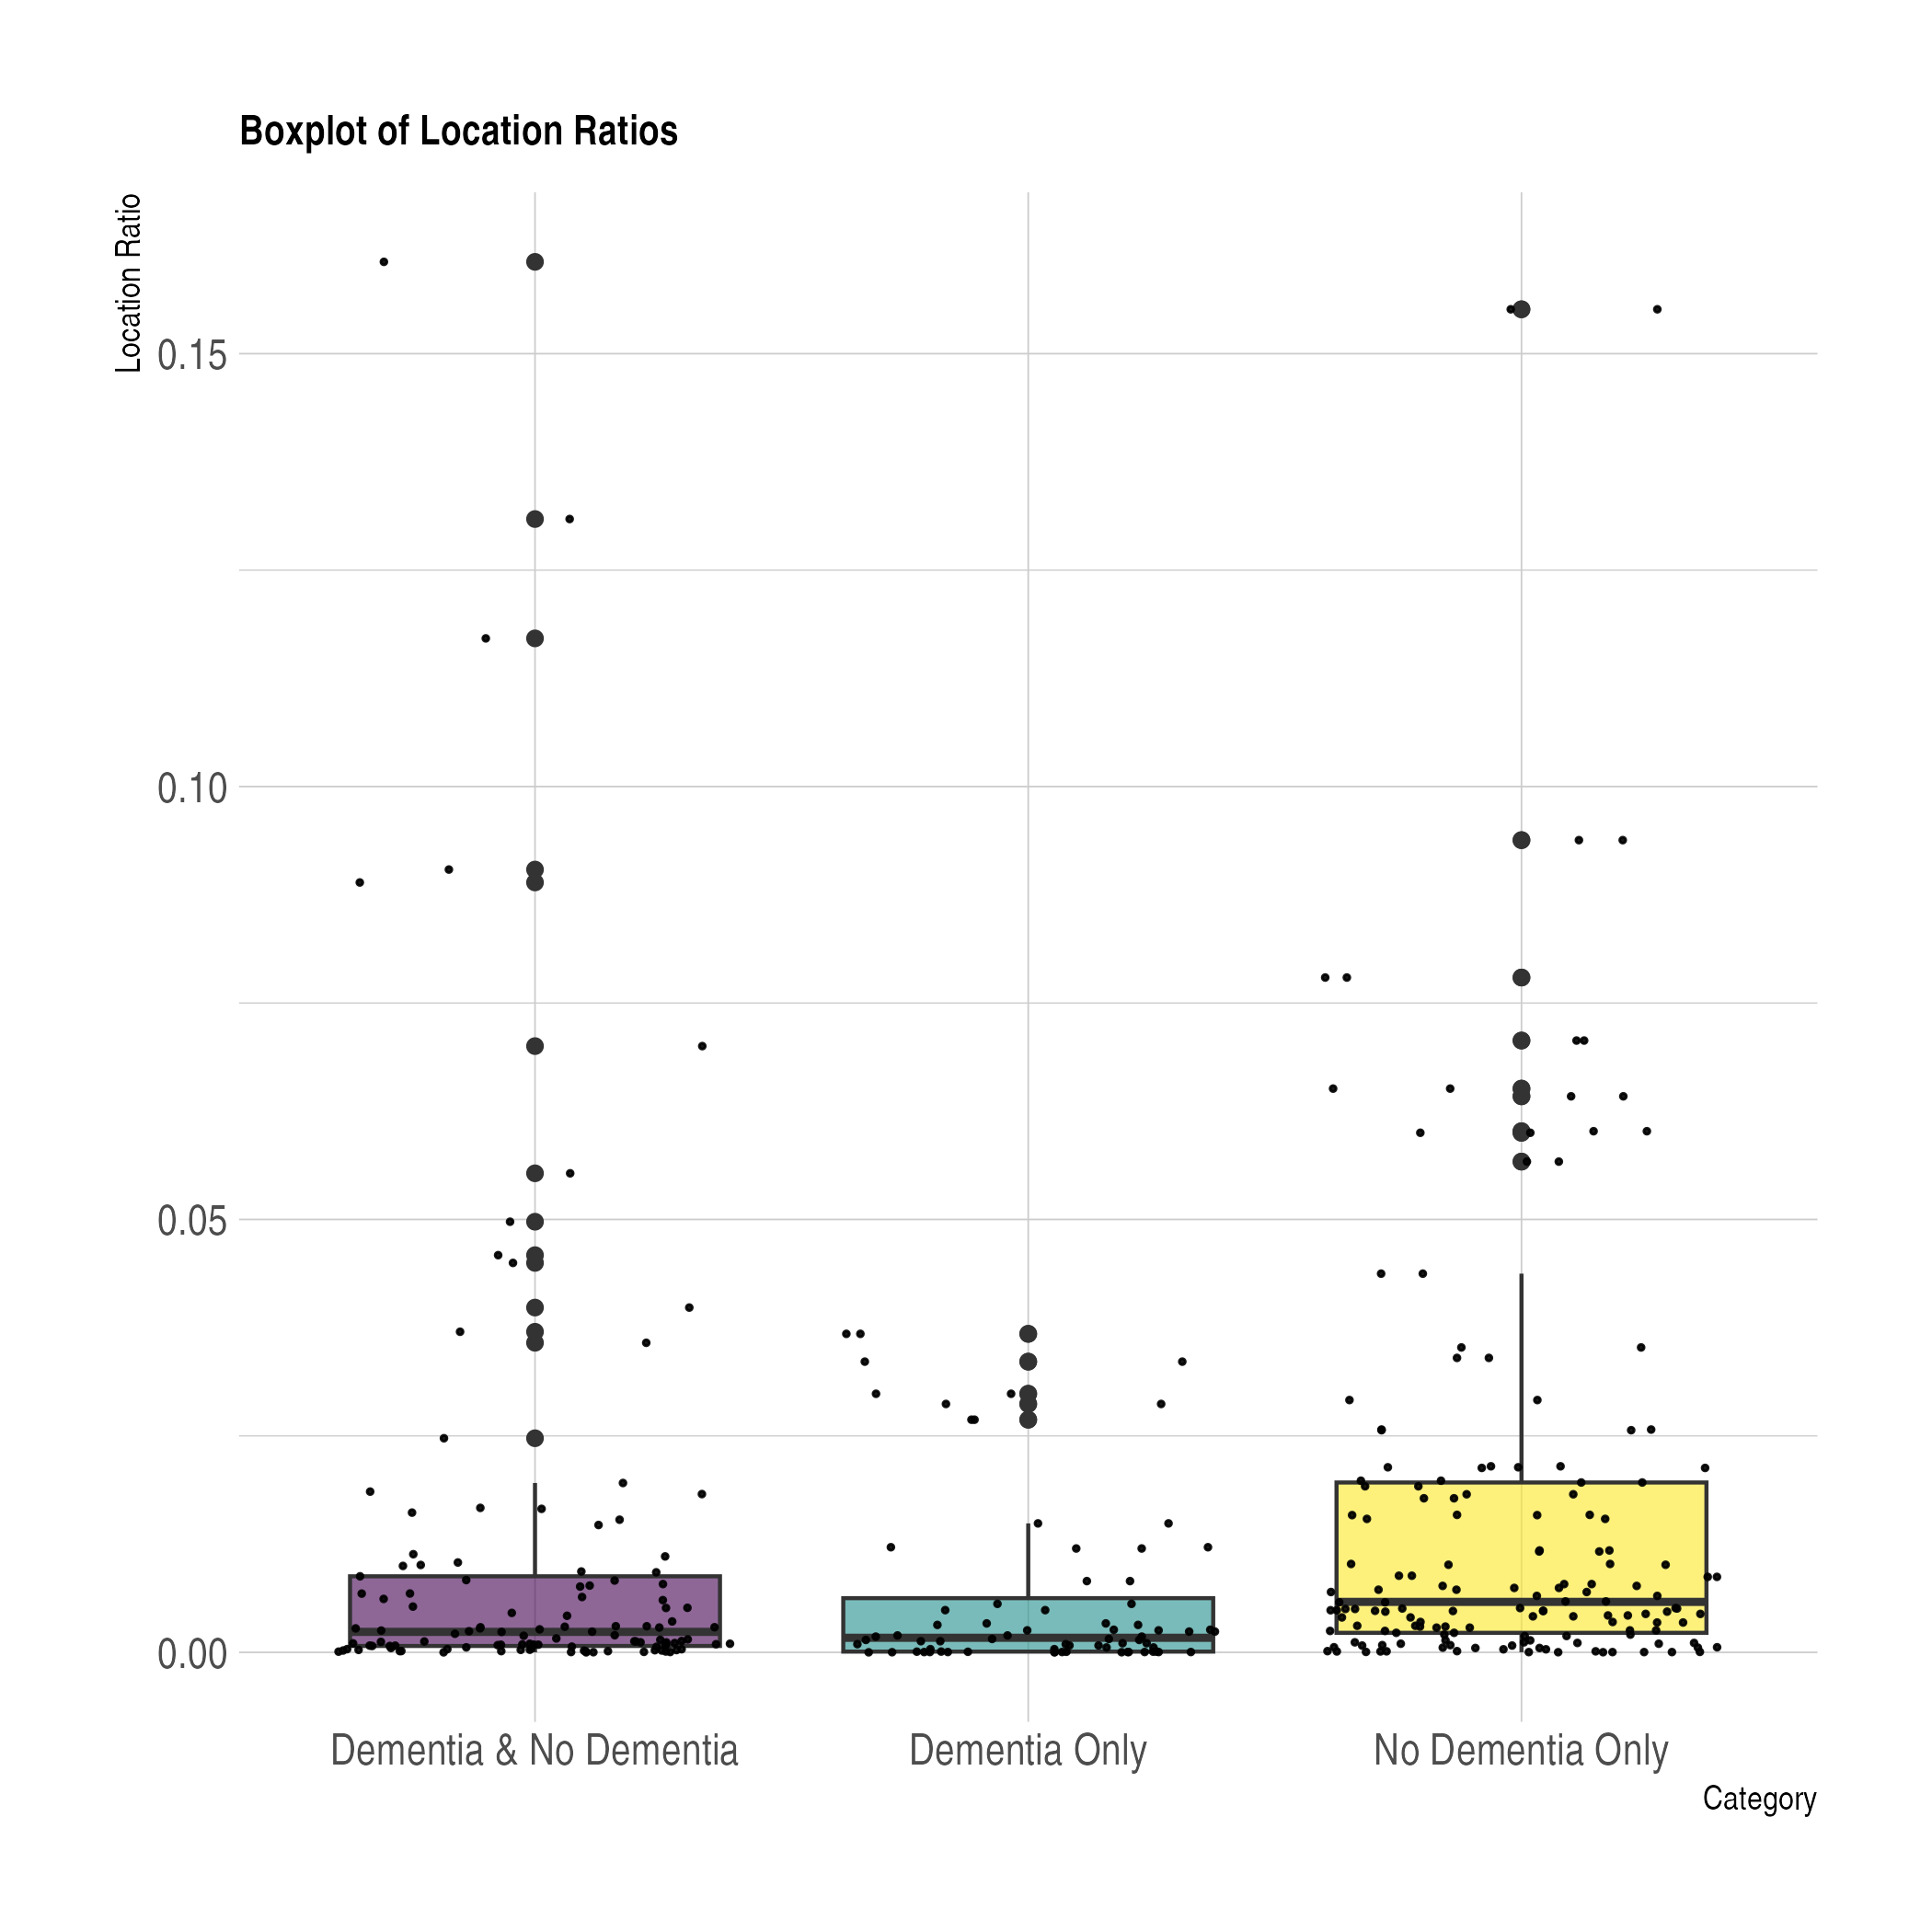 Boxplot of Location Ratios
Location Ratio
0.15
0.10
0.05
0.00
Dementia & No Dementia
Dementia Only
No Dementia Only
Category